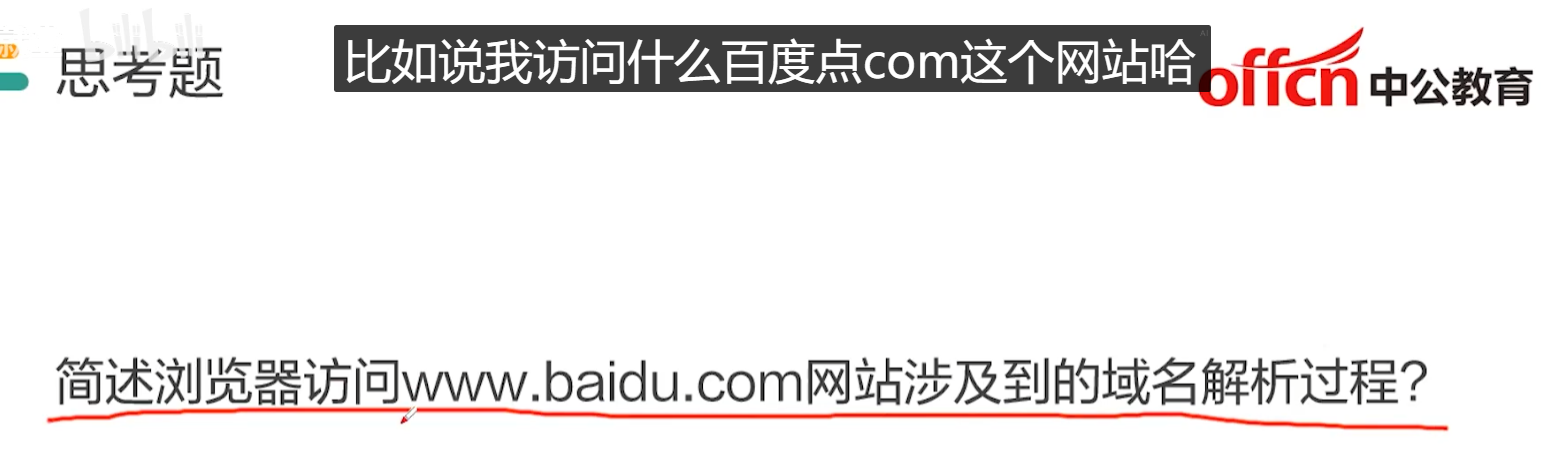 bilibili
思考题
比如说我访问什么百度点com这个网站哈
offcn 中公教育
简述浏览器访问www.baidu.com网站涉及到的域名解析过程?